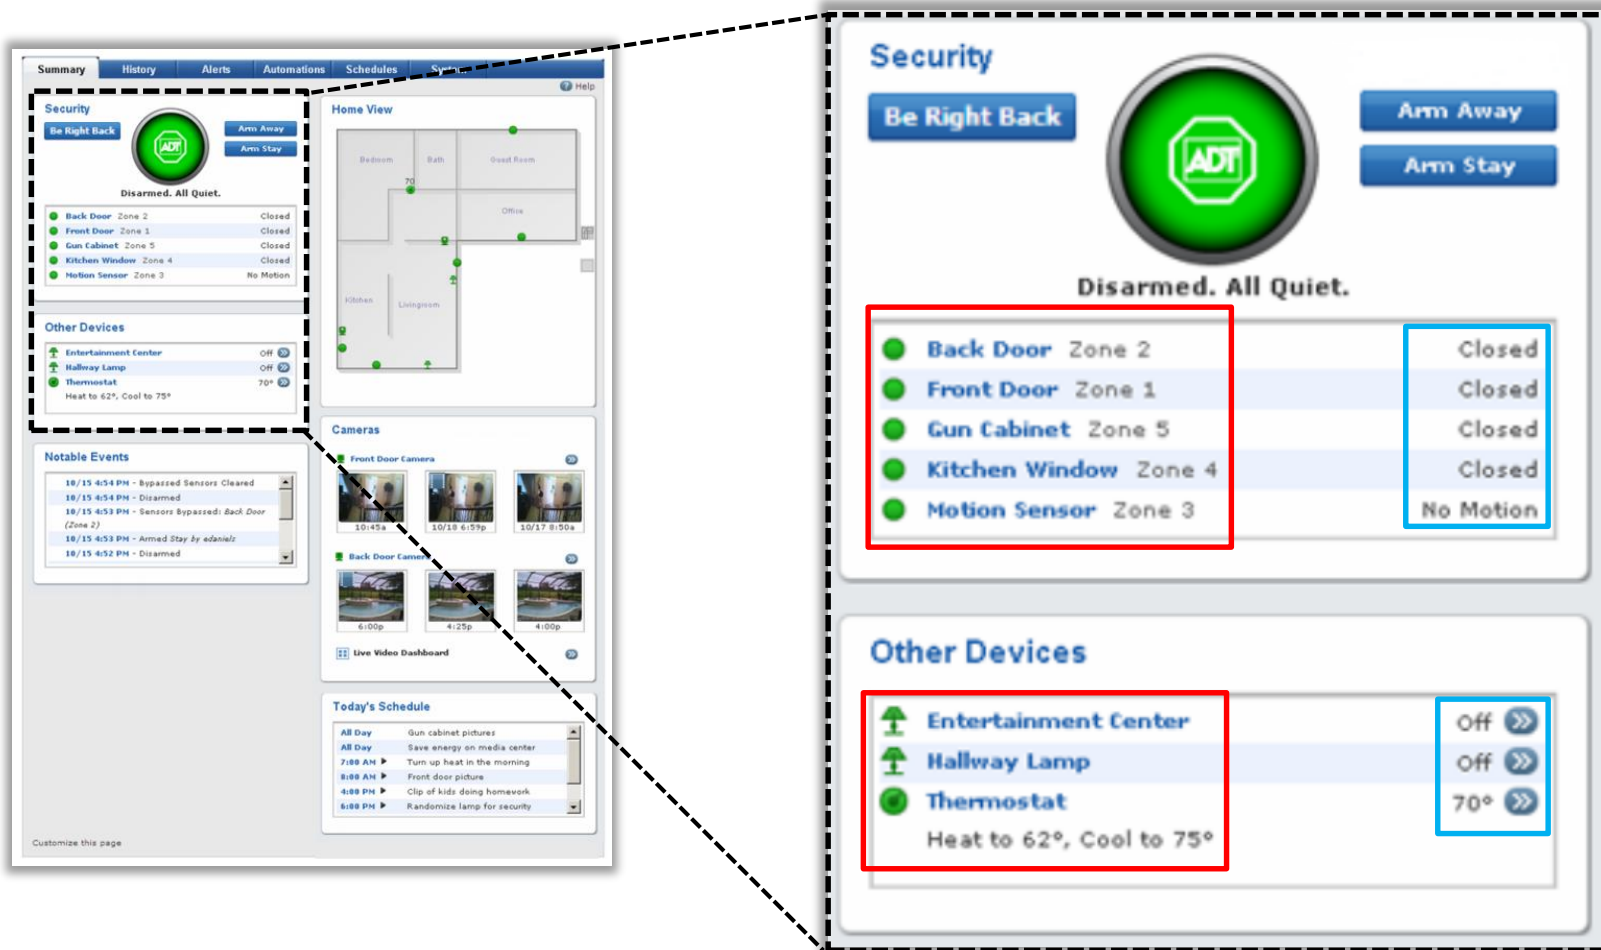 Summary History Alerts Automations Schedules
Help
Security
Be Right Back
ADT
Arm Away
Arm Stay
Disarmed. All Quiet.
Back Door Zone 2 Closed
Front Door Zone 1 Closed
Gun Cabinet Zone 5 Closed
Kitchen Window Zone 4 Closed
Motion Sensor Zone 3 No Motion
Other Devices
Entertainment Center Off
Hallway Lamp Off
Thermostat 70°
Heat to 62°, Cool to 75°
Notable Events
10/15 4:54 PM - Bypassed Sensors Cleared
10/15 4:54 PM - Disarmed
10/15 4:53 PM - Sensors Bypassed: Back Door
(Zone 2)
10/15 4:53 PM - Armed Stay by edaniels
10/15 4:52 PM - Disarmed
Customize this page
Home View
Bedroom Bath Guest Room
70
Office
Kitchen Livingroom
Cameras
Front Door Camera
10:45a 10/18 6:59p 10/17 8:50a
Back Door Camera
6:00p 4:25p 4:00p
Live Video Dashboard
Today's Schedule
All Day Gun cabinet pictures
All Day Save energy on media center
7:00 AM Turn up heat in the morning
8:00 AM Front door picture
4:00 PM Clip of kids doing homework
6:00 PM Randomize lamp for security
Security
Be Right Back
ADT
Arm Away
Arm Stay
Disarmed. All Quiet.
Back Door Zone 2 Closed
Front Door Zone 1 Closed
Gun Cabinet Zone 5 Closed
Kitchen Window Zone 4 Closed
Motion Sensor Zone 3 No Motion
Other Devices
Entertainment Center Off
Hallway Lamp Off
Thermostat 70°
Heat to 62°, Cool to 75°